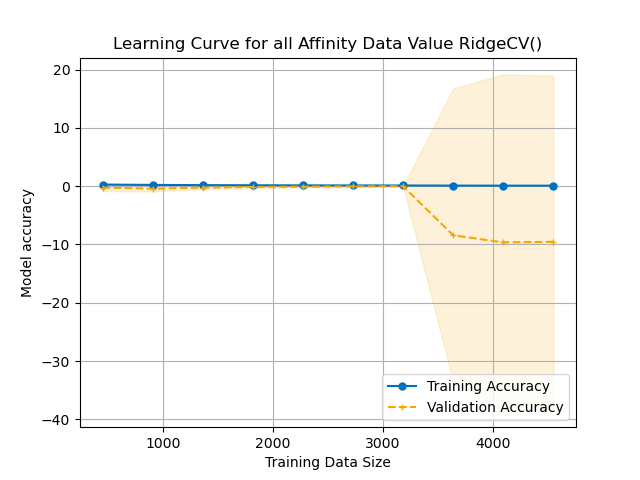 Learning Curve for all Affinity Data Value RidgeCV()
20
10
0
−10
−20
−30
−40
Model accuracy
Training Accuracy
Validation Accuracy
1000 2000 3000 4000
Training Data Size